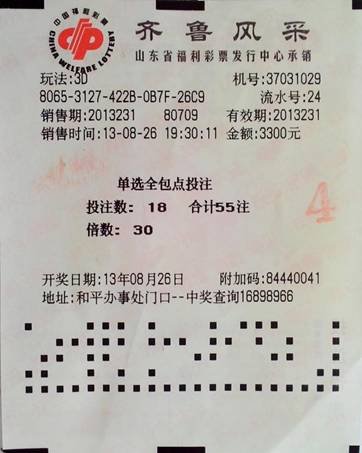 中国福利彩票
CHINA WELFARE LOTTERY
齐鲁风采
山东省福利彩票发行中心承销
玩法:3D 机号:37031029
8065-3127-422B-0B7F-26C9 流水号:24
销售期:2013231 80709 有效期:2013231
销售时间:13-08-26 19:30:11 金额:3300元
单选全包点投注
投注数: 18 合计55注
倍数: 30
4
开奖日期:13年08月26日 附加码:84440041
地址:和平办事处门口--中奖查询16898966